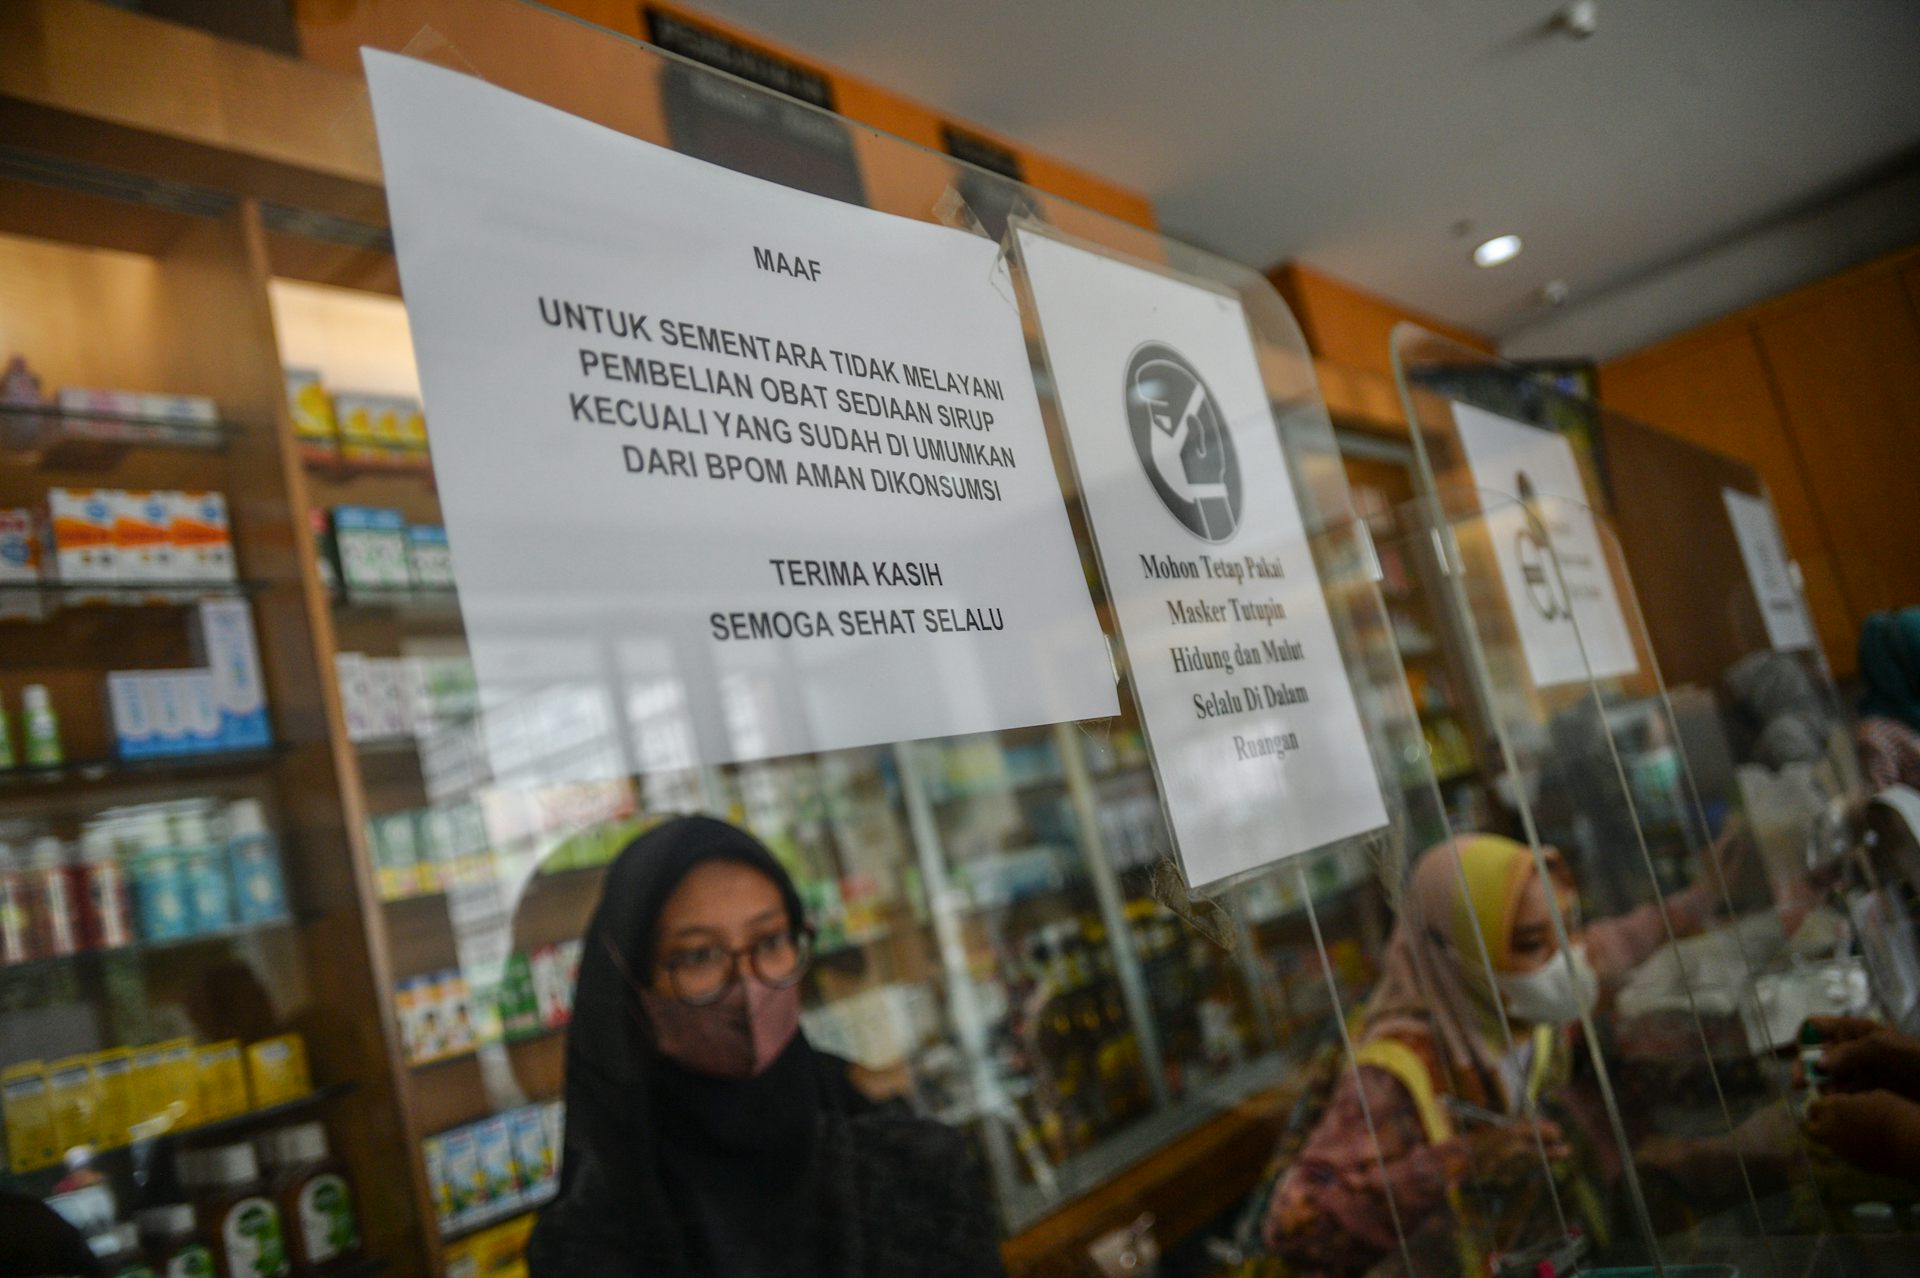 MAAF
UNTUK SEMENTARA TIDAK MELAYANI
PEMBELIAN OBAT SEDIAAN SIRUP
KECUALI YANG SUDAH DI UMUMKAN
DARI BPOM AMAN DIKONSUMSI
TERIMA KASIH
SEMOGA SEHAT SELALU
Mohon Tetap Pakai
Masker Tutupin
Hidung dan Mulut
Selalu Di Dalam
Ruangan